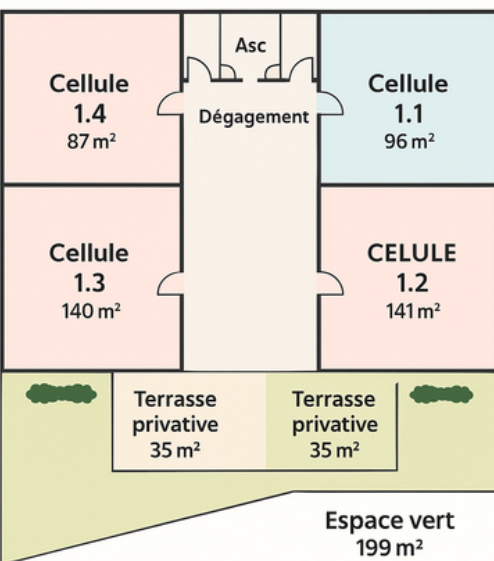 Asc
Cellule
1.4
87 m²
Dégagement
Cellule
1.1
96 m²
Cellule
1.3
140 m²
CELULE
1.2
141 m²
Terrasse
privative
35 m²
Terrasse
privative
35 m²
Espace vert
199 m²